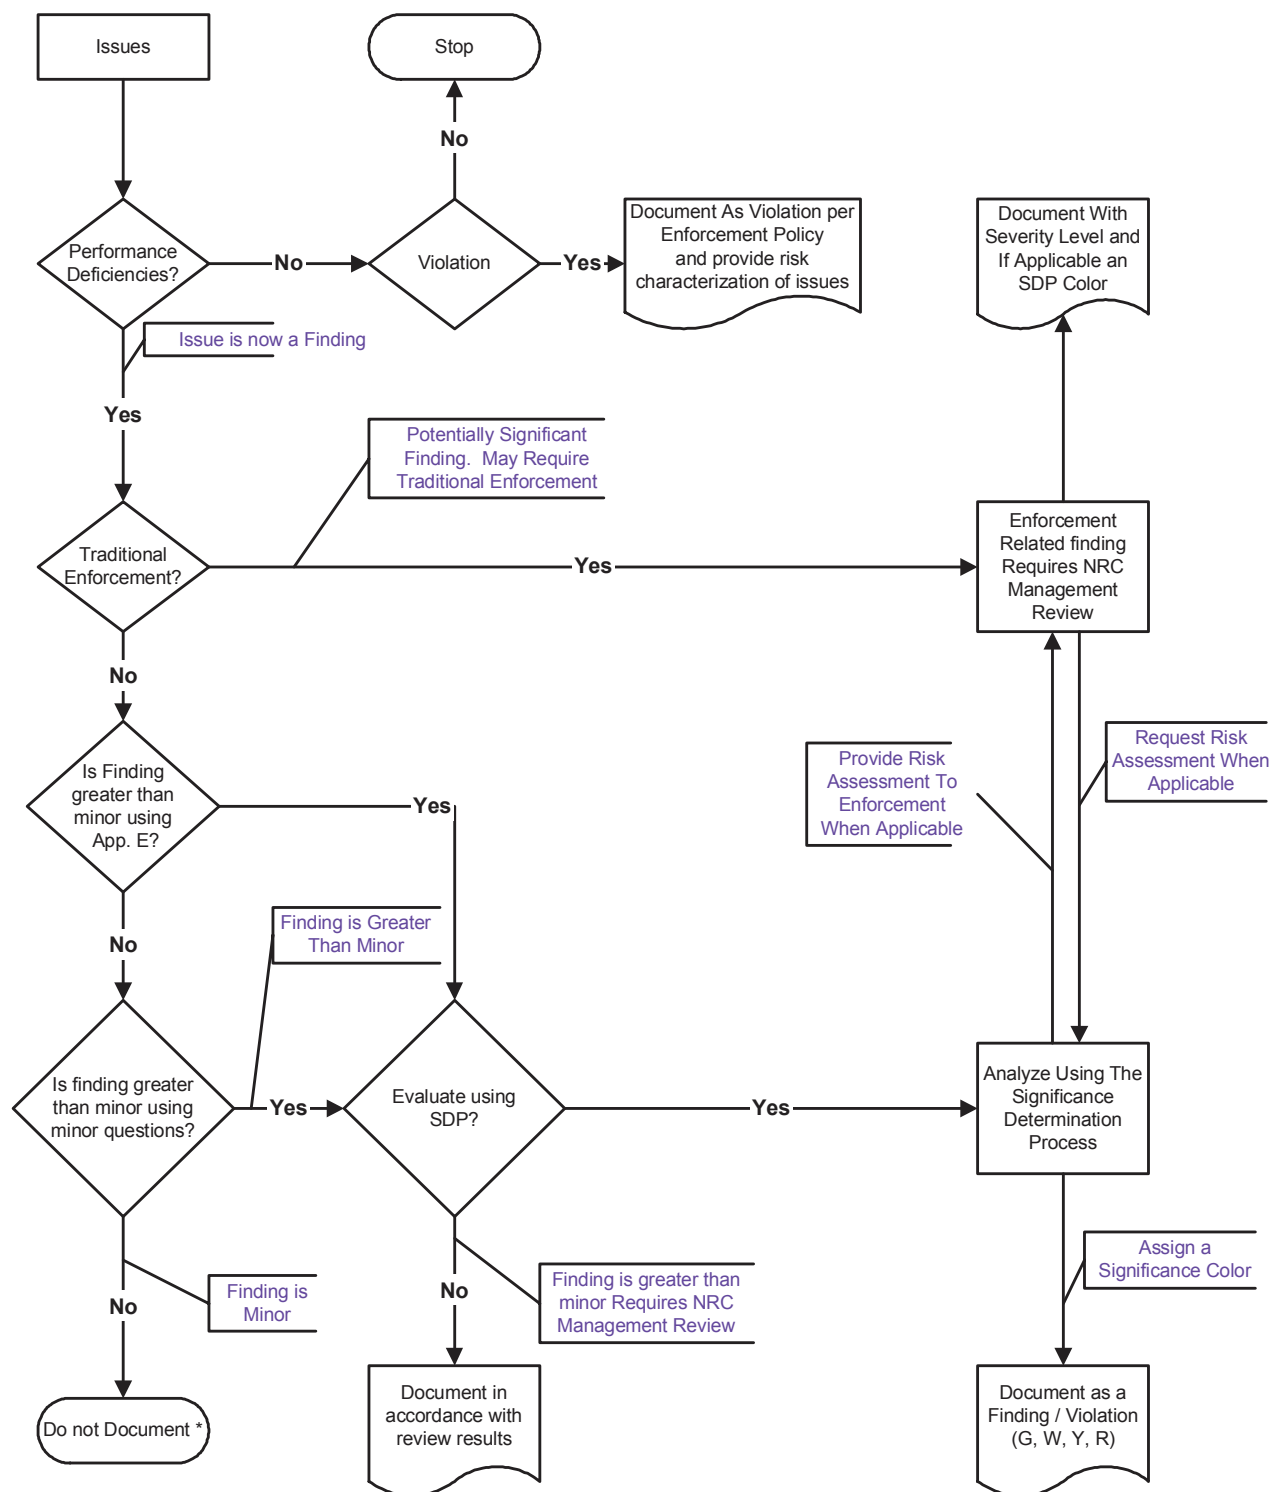 Issues
Stop
No
Performance
Deficiencies?
No
Violation
Yes
Document As Violation per
Enforcement Policy
and provide risk
characterization of issues
Document With
Severity Level and
If Applicable an
SDP Color
Issue is now a Finding
Yes
Potentially Significant
Finding. May Require
Traditional Enforcement
Traditional
Enforcement?
Yes
Enforcement
Related finding
Requires NRC
Management
Review
No
Is Finding
greater than
minor using
App. E?
Yes
Provide Risk
Assessment To
Enforcement
When Applicable
Request Risk
Assessment When
Applicable
No
Finding is Greater
Than Minor
Is finding greater
than minor using
minor questions?
Yes
Evaluate using
SDP?
Yes
Analyze Using The
Significance
Determination
Process
No
Finding is
Minor
No
Finding is greater than
minor Requires NRC
Management Review
Assign a
Significance Color
Do not Document *
Document in
accordance with
review results
Document as a
Finding / Violation
(G, W, Y, R)